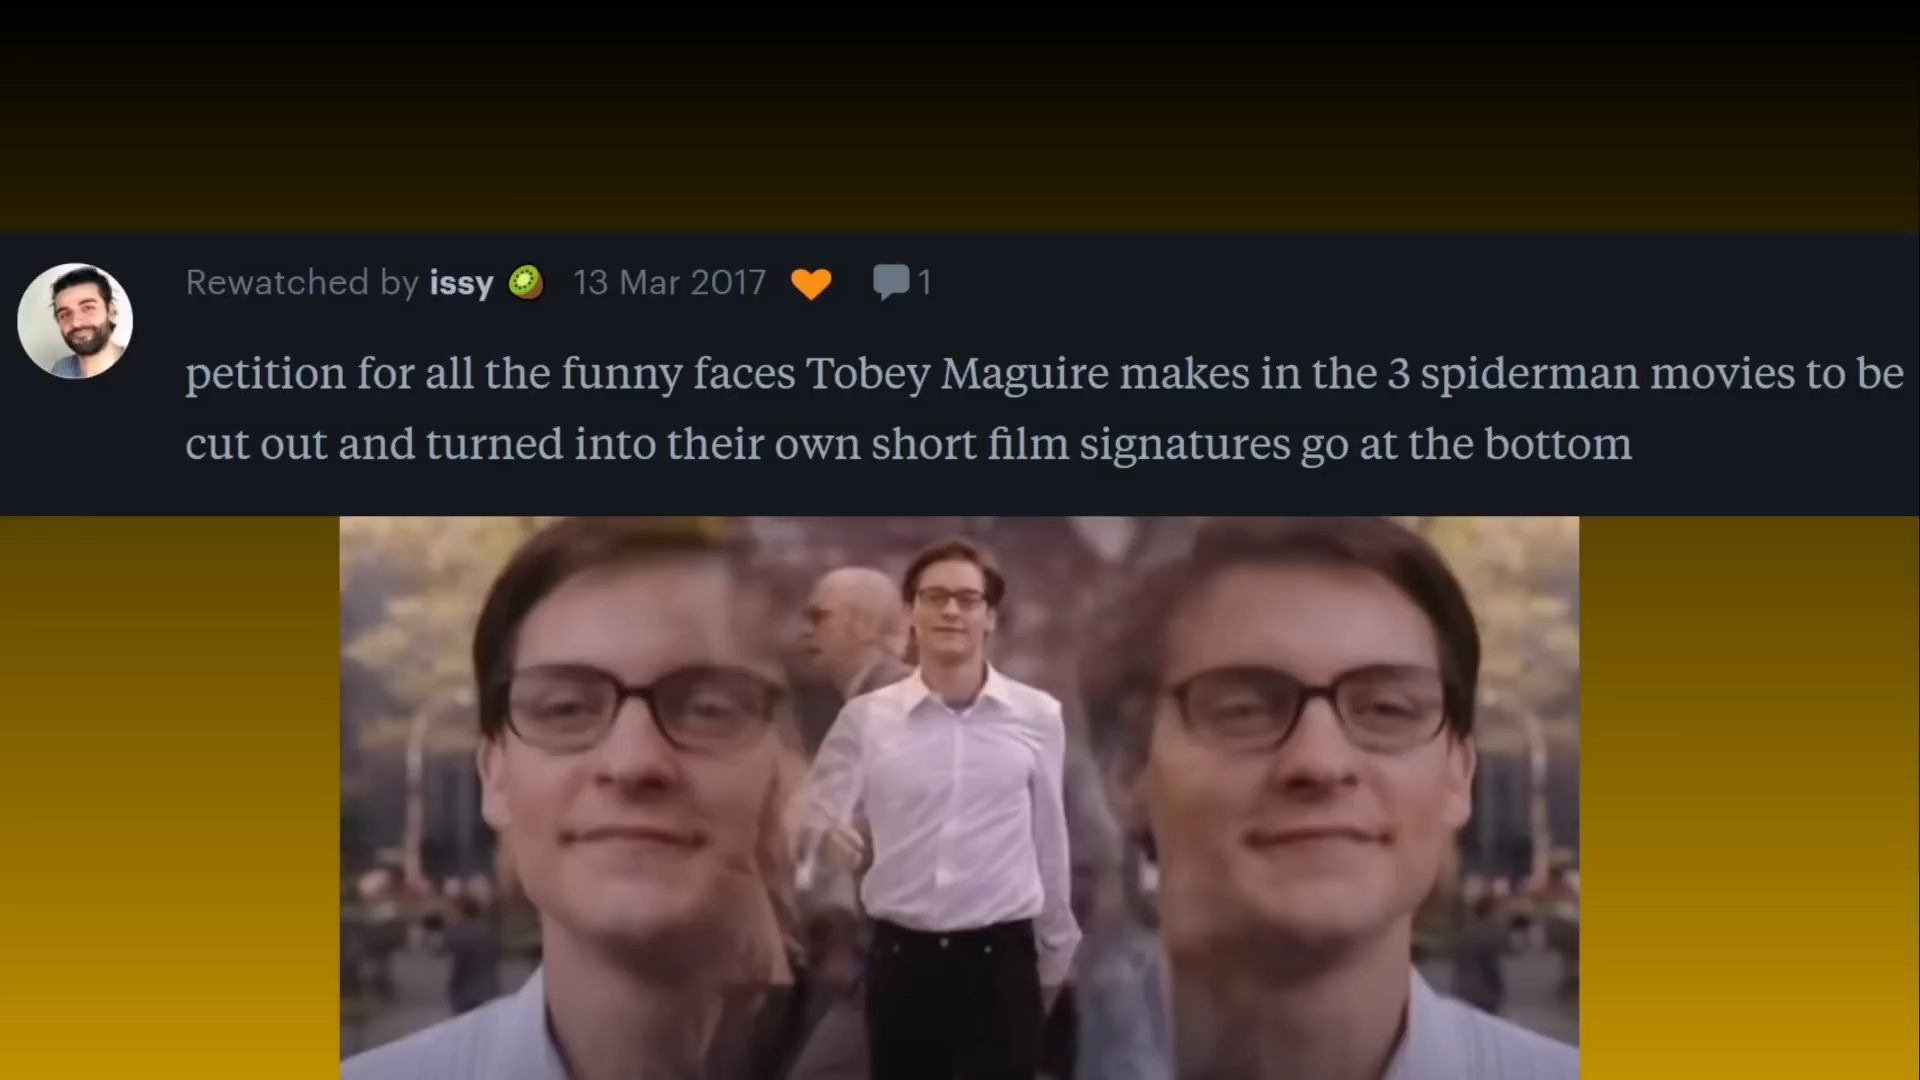 Rewatched by issy 🥝 13 Mar 2017 🧡 1
petition for all the funny faces Tobey Maguire makes in the 3 spiderman movies to be
cut out and turned into their own short film signatures go at the bottom